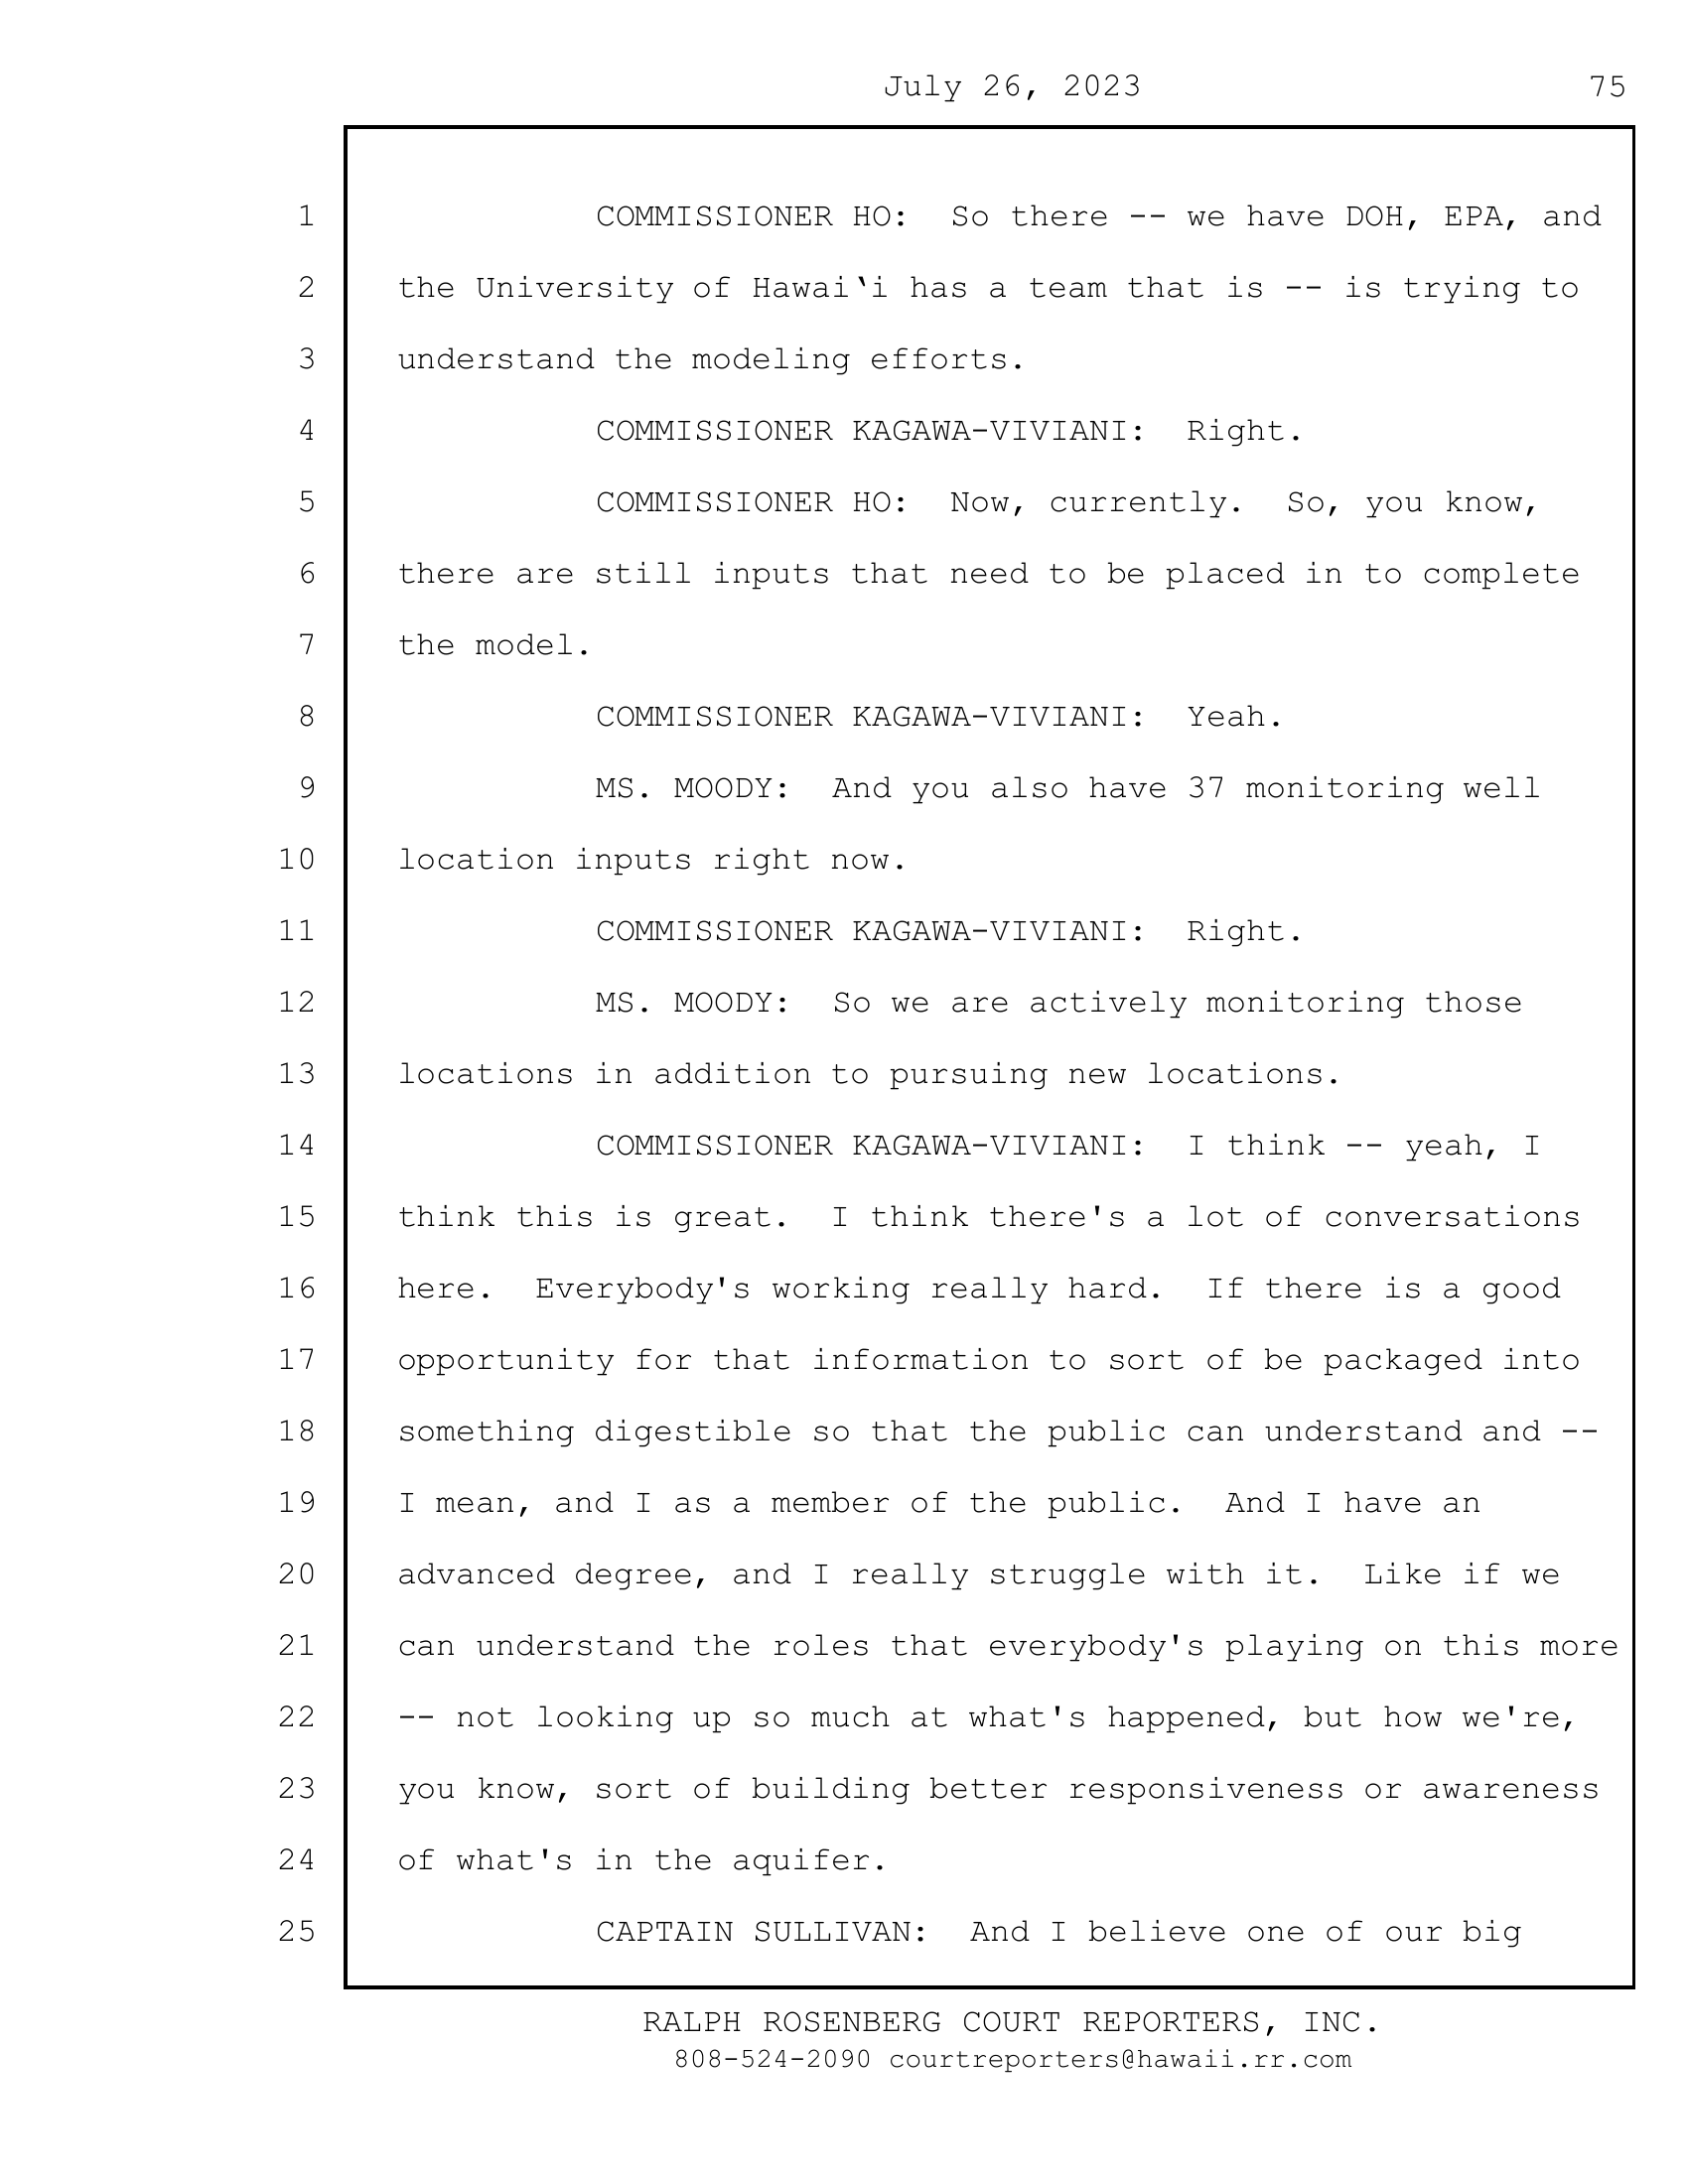 July 26, 2023 75
1 COMMISSIONER HO:  So there -- we have DOH, EPA, and
2 the University of Hawai‘i has a team that is -- is trying to
3 understand the modeling efforts.
4 COMMISSIONER KAGAWA-VIVIANI:  Right.
5 COMMISSIONER HO:  Now, currently.  So, you know,
6 there are still inputs that need to be placed in to complete
7 the model.
8 COMMISSIONER KAGAWA-VIVIANI:  Yeah.
9 MS. MOODY:  And you also have 37 monitoring well
10 location inputs right now.
11 COMMISSIONER KAGAWA-VIVIANI:  Right.
12 MS. MOODY:  So we are actively monitoring those
13 locations in addition to pursuing new locations.
14 COMMISSIONER KAGAWA-VIVIANI:  I think -- yeah, I
15 think this is great.  I think there's a lot of conversations
16 here.  Everybody's working really hard.  If there is a good
17 opportunity for that information to sort of be packaged into
18 something digestible so that the public can understand and --
19 I mean, and I as a member of the public.  And I have an
20 advanced degree, and I really struggle with it.  Like if we
21 can understand the roles that everybody's playing on this more
22 -- not looking up so much at what's happened, but how we're,
23 you know, sort of building better responsiveness or awareness
24 of what's in the aquifer.
25 CAPTAIN SULLIVAN:  And I believe one of our big
RALPH ROSENBERG COURT REPORTERS, INC.
808-524-2090 courtreporters@hawaii.rr.com